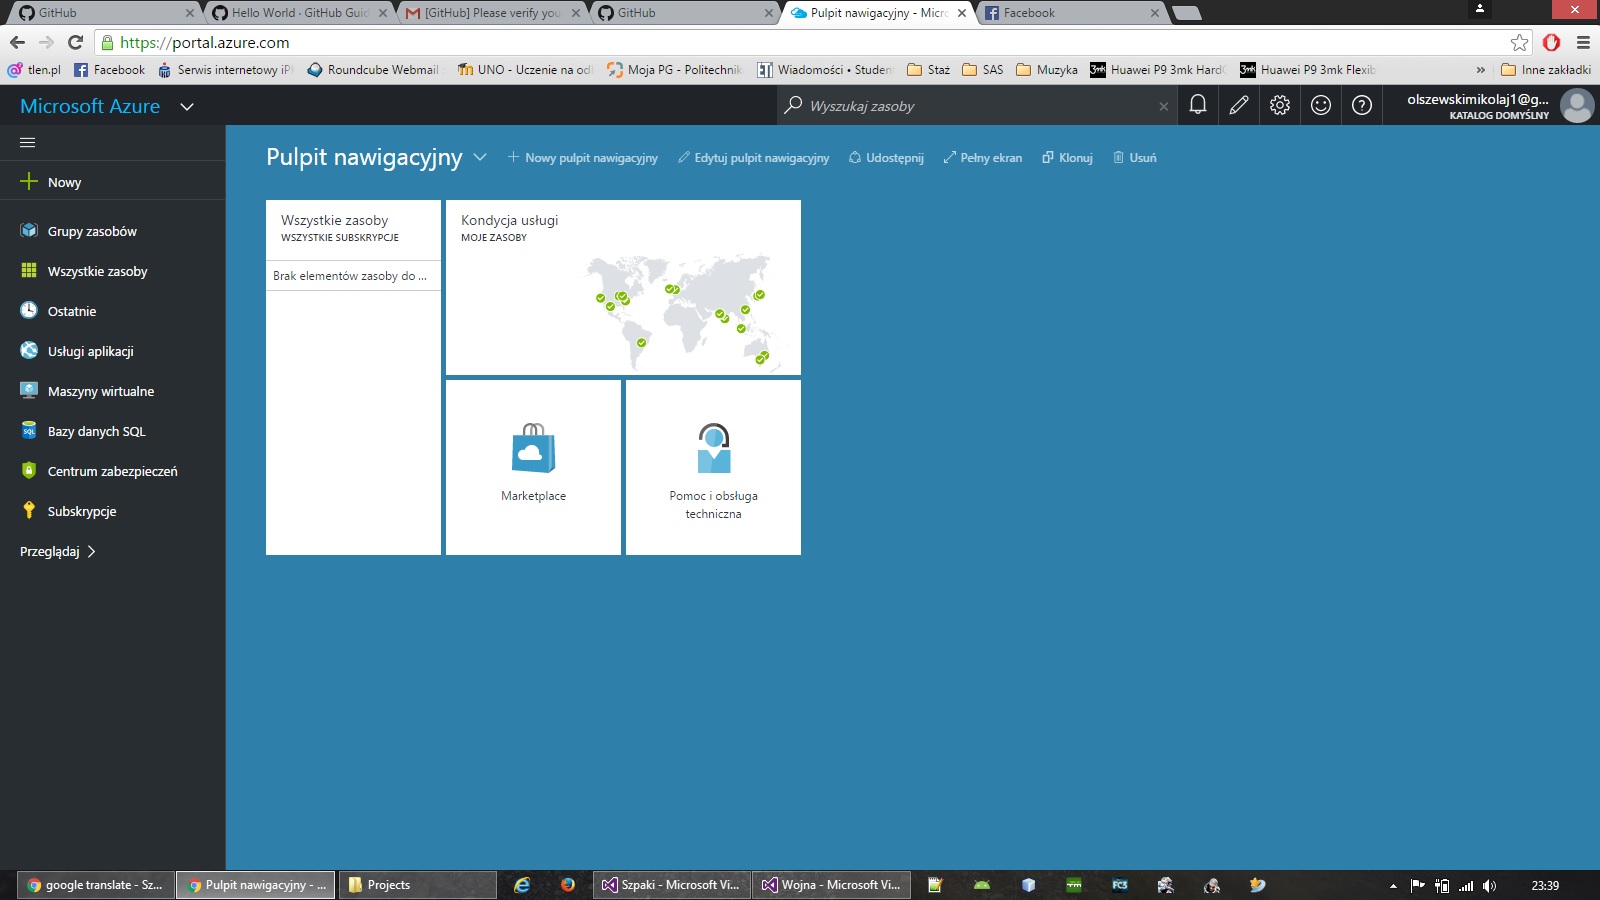 GitHub
Hello World · GitHub Guid
[GitHub] Please verify you
GitHub
Pulpit nawigacyjny - Micro
Facebook
https://portal.azure.com
tlen.pl
Facebook
Serwis internetowy iP
Roundcube Webmail
UNO - Uczenie na od
Moja PG - Politechnik
Wiadomości • Studen
Staż
SAS
Muzyka
Huawei P9 3mk Hard
Huawei P9 3mk Flexib
»
Inne zakładki
Microsoft Azure
Wyszukaj zasoby
olszewskimikolaj1@g...
KATALOG DOMYŚLNY
Nowy
Grupy zasobów
Wszystkie zasoby
Ostatnie
Usługi aplikacji
Maszyny wirtualne
Bazy danych SQL
Centrum zabezpieczeń
Subskrypcje
Przeglądaj
Pulpit nawigacyjny
Nowy pulpit nawigacyjny
Edytuj pulpit nawigacyjny
Udostępnij
Pełny ekran
Klonuj
Usuń
Wszystkie zasoby
WSZYSTKIE SUBSKRYPCJE
Brak elementów zasoby do ...
Kondycja usługi
MOJE ZASOBY
Marketplace
Pomoc i obsługa
techniczna
google translate - Sz...
Pulpit nawigacyjny - ...
Projects
Szpaki - Microsoft Vi...
Wojna - Microsoft Vi...
23:39